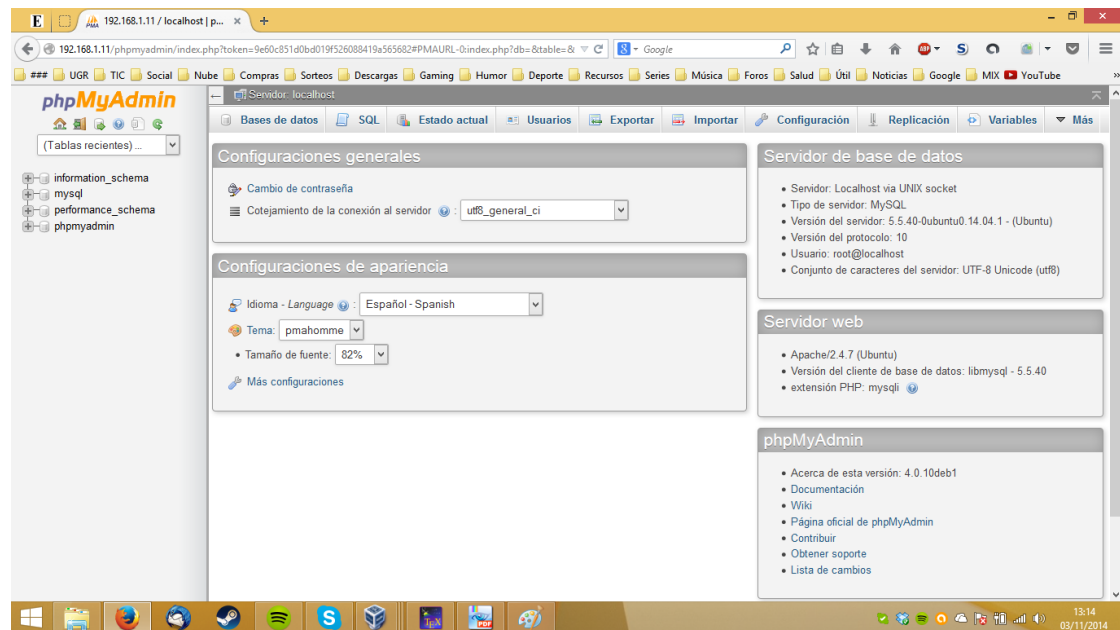 E
192.168.1.11 / localhost | p...
192.168.1.11/phpmyadmin/index.php?token=9e60c851d0bd019f526088419a565682#PMAURL-0:index.php?db=&table=&
Google
### UGR TIC Social Nube Compras Sorteos Descargas Gaming Humor Deporte Recursos Series Música Foros Salud Útil Noticias Google MIX YouTube
phpMyAdmin
(Tablas recientes) ...
information_schema
mysql
performance_schema
phpmyadmin
Servidor: localhost
Bases de datos SQL Estado actual Usuarios Exportar Importar Configuración Replicación Variables Más
Configuraciones generales
Cambio de contraseña
Cotejamiento de la conexión al servidor : utf8_general_ci
Configuraciones de apariencia
Idioma - Language : Español - Spanish
Tema: pmahomme
• Tamaño de fuente: 82%
Más configuraciones
Servidor de base de datos
• Servidor: Localhost via UNIX socket
• Tipo de servidor: MySQL
• Versión del servidor: 5.5.40-0ubuntu0.14.04.1 - (Ubuntu)
• Versión del protocolo: 10
• Usuario: root@localhost
• Conjunto de caracteres del servidor: UTF-8 Unicode (utf8)
Servidor web
• Apache/2.4.7 (Ubuntu)
• Versión del cliente de base de datos: libmysql - 5.5.40
• extensión PHP: mysqli
phpMyAdmin
• Acerca de esta versión: 4.0.10deb1
• Documentación
• Wiki
• Página oficial de phpMyAdmin
• Contribuir
• Obtener soporte
• Lista de cambios
13:14
03/11/2014